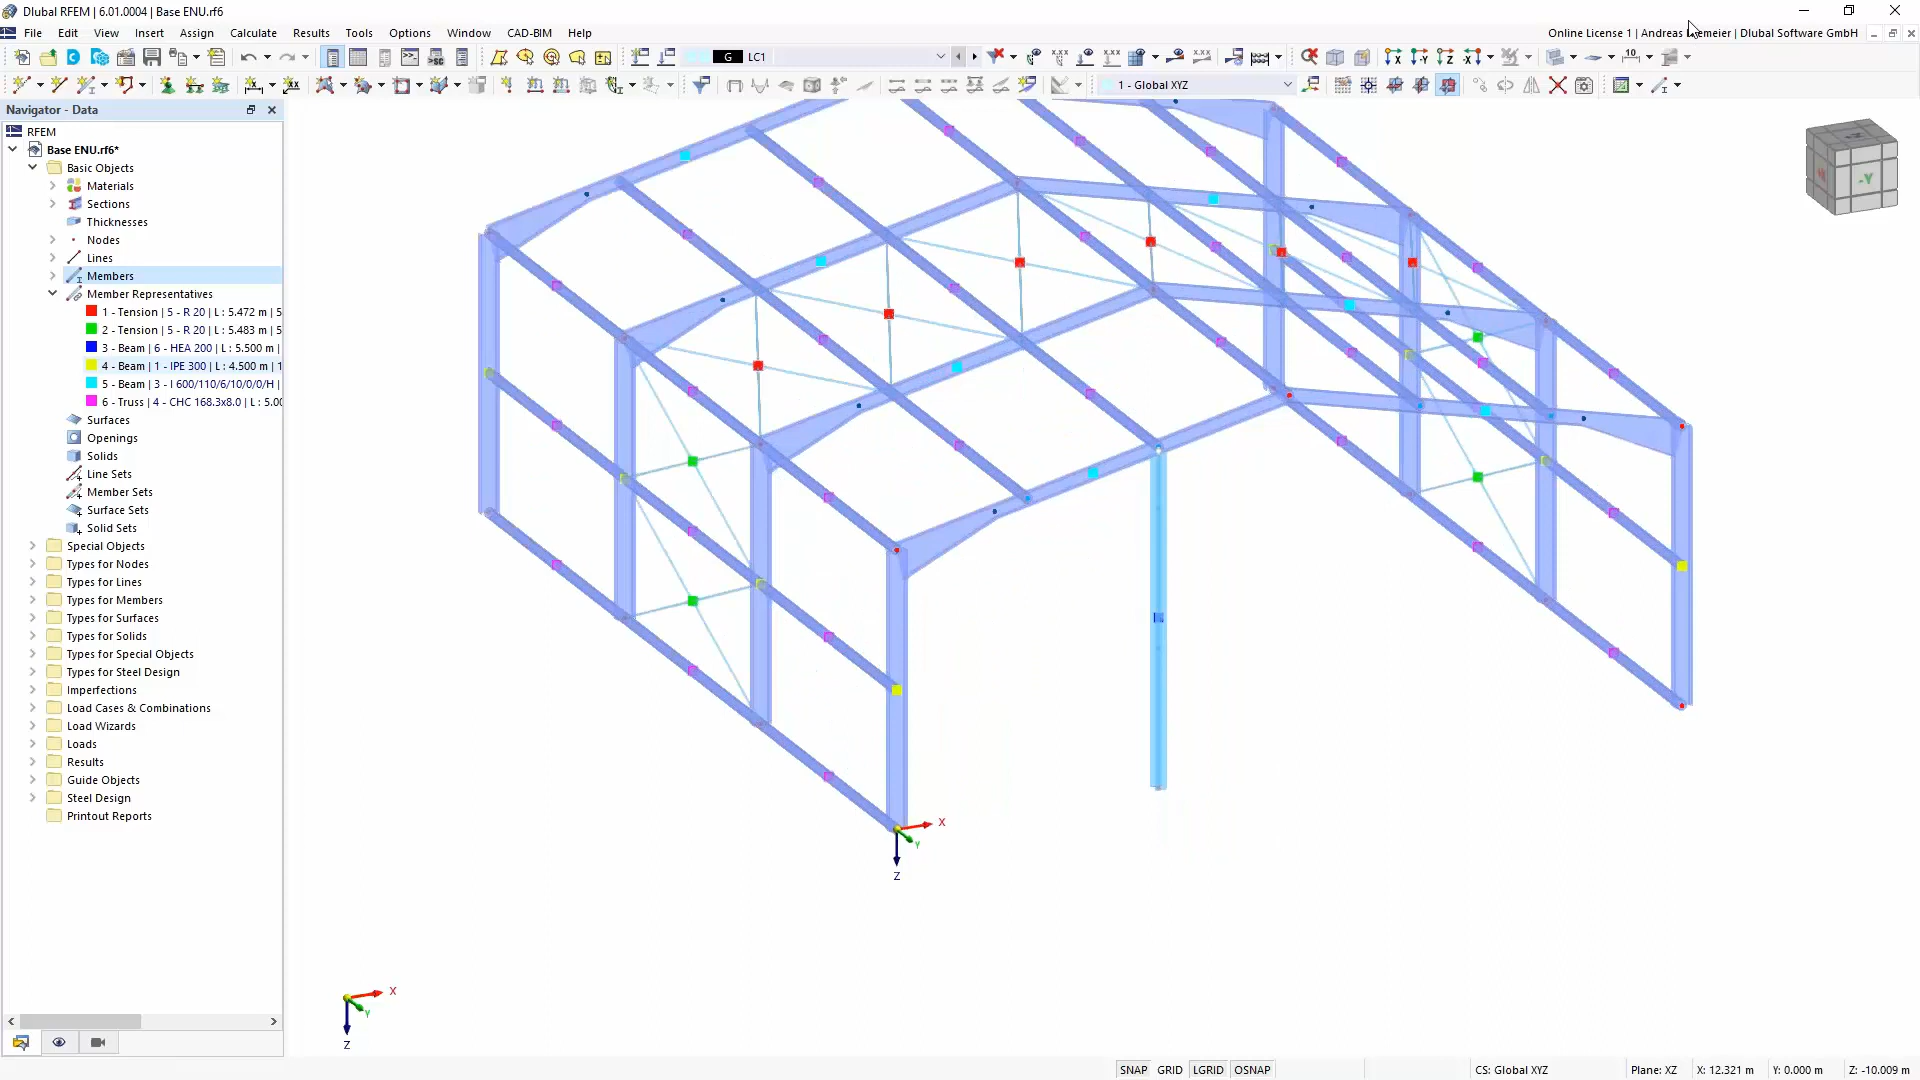 Dlubal RFEM | 6.01.0004 | Base ENU.rf6
File Edit View Insert Assign Calculate Results Tools Options Window CAD-BIM Help
Online License 1 | Andreas | Dlubal Software GmbH
G LC1
1 - Global XYZ
Navigator - Data
RFEM
Base ENU.rf6*
Basic Objects
Materials
Sections
Thicknesses
Nodes
Lines
Members
Member Representatives
1 - Tension | 5 - R 20 | L : 5.472 m | 5
2 - Tension | 5 - R 20 | L : 5.483 m | 5
3 - Beam | 6 - HEA 200 | L : 5.500 m |
4 - Beam | 1 - IPE 300 | L : 4.500 m | 1
5 - Beam | 3 - I 600/110/6/10/0/0/H |
6 - Truss | 4 - CHC 168.3x8.0 | L : 5.00
Surfaces
Openings
Solids
Line Sets
Member Sets
Surface Sets
Solid Sets
Special Objects
Types for Nodes
Types for Lines
Types for Members
Types for Surfaces
Types for Solids
Types for Special Objects
Types for Steel Design
Imperfections
Load Cases & Combinations
Load Wizards
Loads
Results
Guide Objects
Steel Design
Printout Reports
-Y
X
Y
Z
X
Y
Z
SNAP GRID LGRID OSNAP CS: Global XYZ Plane: XZ X: 12.321 m Y: 0.000 m Z: -10.009 m